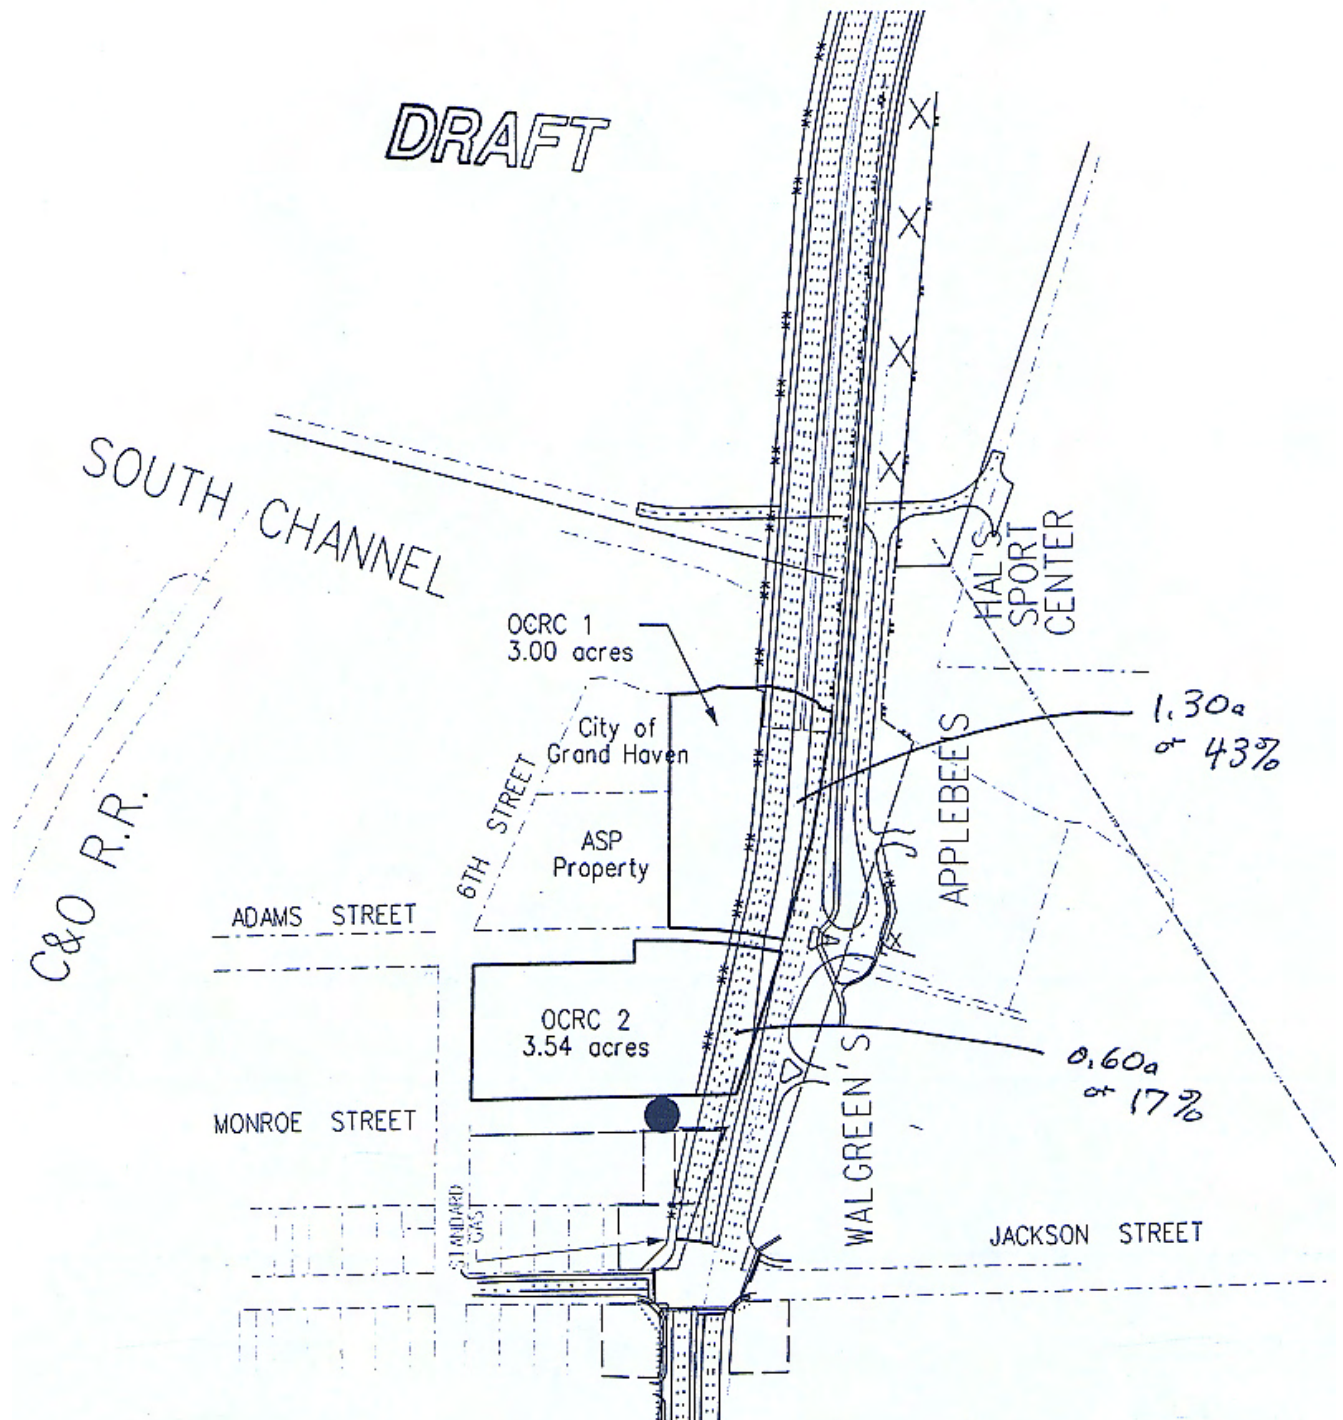 DRAFT
SOUTH CHANNEL
HAL'S
SPORT
CENTER
OCRC 1
3.00 acres
1.30a
or 43%
City of
Grand Haven
6TH STREET
ASP
Property
APPLEBEE'S
C&O R.R.
ADAMS STREET
OCRC 2
3.54 acres
0.60a
or 17%
MONROE STREET
WALGREEN'S
STANDARD
GAS
JACKSON STREET